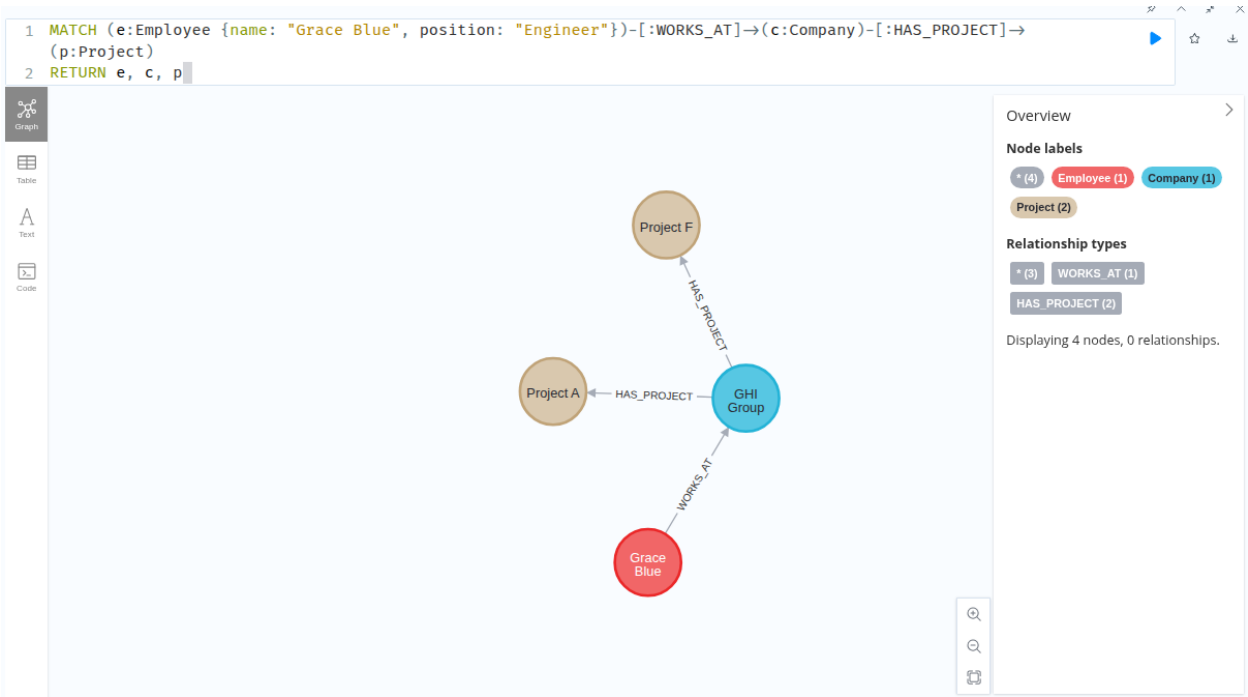 1 MATCH (e:Employee {name: "Grace Blue", position: "Engineer"})-[:WORKS_AT]→(c:Company)-[:HAS_PROJECT]→
(p:Project)
2 RETURN e, c, p
Graph
Table
A
Text
Code
Project F
HAS_PROJECT
Project A
HAS_PROJECT
GHI
Group
WORKS_AT
Grace
Blue
Overview
Node labels
* (4) Employee (1) Company (1)
Project (2)
Relationship types
* (3) WORKS_AT (1)
HAS_PROJECT (2)
Displaying 4 nodes, 0 relationships.